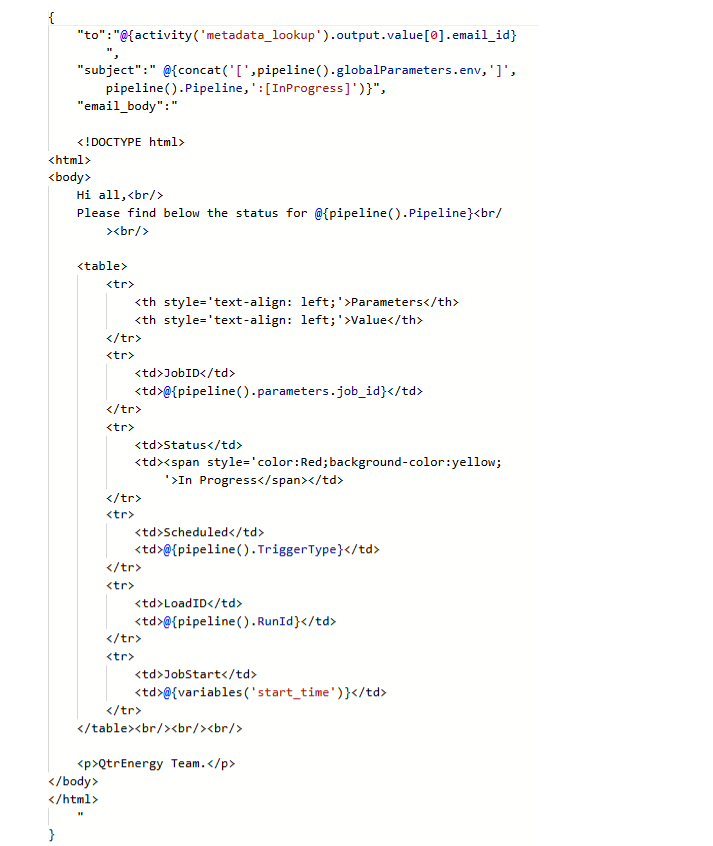 {
"to":"@{activity('metadata_lookup').output.value[0].email_id}
",
"subject":" @{concat('[',pipeline().globalParameters.env,']',
pipeline().Pipeline,':[InProgress]')}",
"email_body":"
<!DOCTYPE html>
<html>
<body>
Hi all,<br/>
Please find below the status for @{pipeline().Pipeline}<br/
><br/>
<table>
<tr>
<th style='text-align: left;'>Parameters</th>
<th style='text-align: left;'>Value</th>
</tr>
<tr>
<td>JobID</td>
<td>@{pipeline().parameters.job_id}</td>
</tr>
<tr>
<td>Status</td>
<td><span style='color:Red;background-color:yellow;
'>In Progress</span></td>
</tr>
<tr>
<td>Scheduled</td>
<td>@{pipeline().TriggerType}</td>
</tr>
<tr>
<td>LoadID</td>
<td>@{pipeline().RunId}</td>
</tr>
<tr>
<td>JobStart</td>
<td>@{variables('start_time')}</td>
</tr>
</table><br/><br/><br/>
<p>QtrEnergy Team.</p>
</body>
</html>
"
}